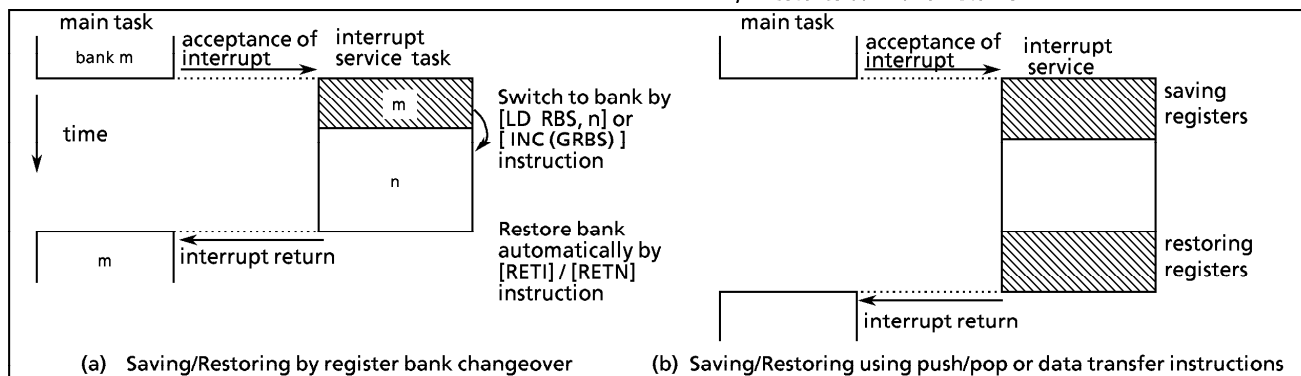 main task
bank m
acceptance of
interrupt
interrupt
service task
m
Switch to bank by
[LD RBS, n] or
[ INC (GRBS) ]
instruction
time
n
Restore bank
automatically by
[RETI] / [RETN]
instruction
interrupt return
m
(a) Saving/Restoring by register bank changeover
main task
acceptance of
interrupt
interrupt
service
saving
registers
restoring
registers
interrupt return
(b) Saving/Restoring using push/pop or data transfer instructions